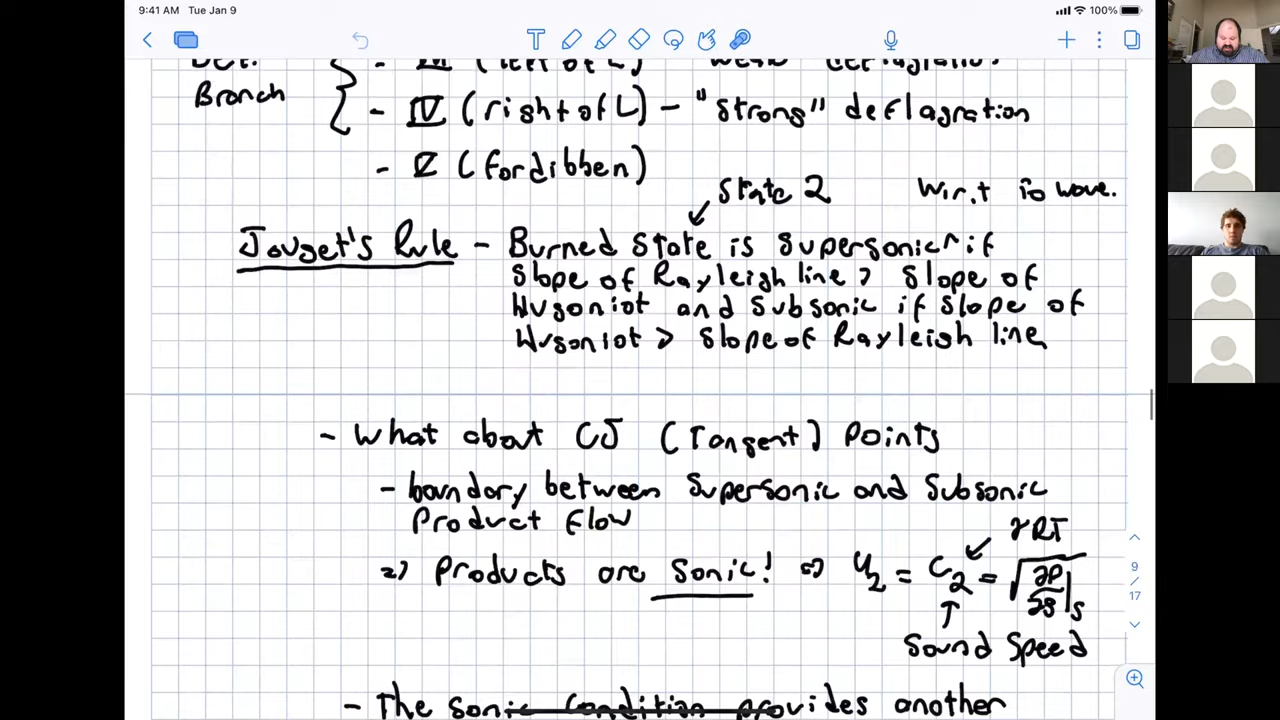 9:41 AM Tue Jan 9
100%
Branch
- IV (right of L) - "Strong" deflagration
- V (fordibben)
State 2
w.r.t to wave.
Jouget's Rule - Burned State is Supersonic^ if
Slope of Rayleigh line > Slope of
Hugoniot and Subsonic if Slope of
Hugoniot > Slope of Rayleigh line
- What about CJ (Tangent) Points
- boundary between Supersonic and Subsonic
Product Flow
γRT
=> Products are Sonic! => U2 = C2 = √∂P/∂ρ|s
Sound Speed
9
/
17
- The sonic condition provides another